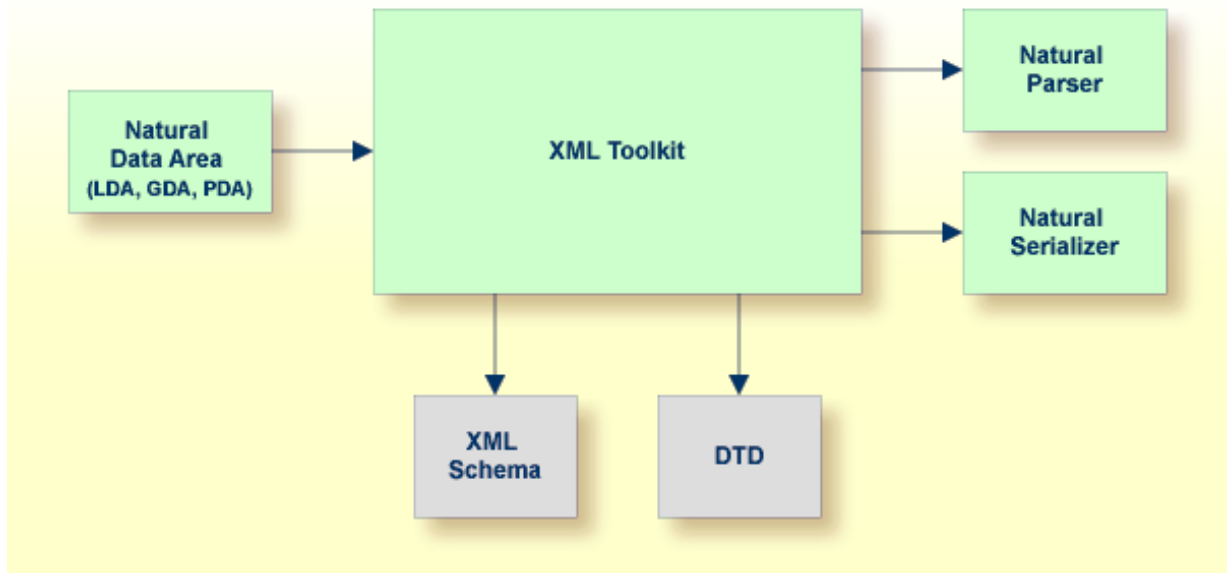 Natural
Data Area
(LDA, GDA, PDA)
XML Toolkit
Natural
Parser
Natural
Serializer
XML
Schema
DTD